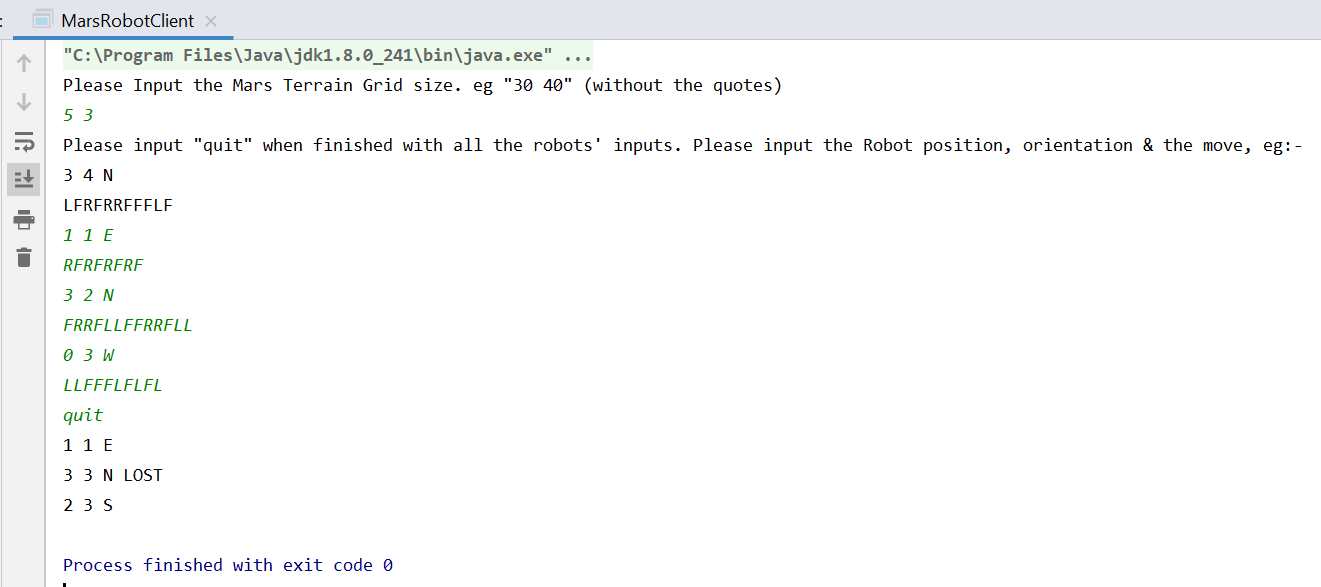 : MarsRobotClient ×
"C:\Program Files\Java\jdk1.8.0_241\bin\java.exe" ...
Please Input the Mars Terrain Grid size. eg "30 40" (without the quotes)
5 3
Please input "quit" when finished with all the robots' inputs. Please input the Robot position, orientation & the move, eg:-
3 4 N
LFRFRRFFFLF
1 1 E
RFRFRFRF
3 2 N
FRRFLLFFRRFLL
0 3 W
LLFFFLFLFL
quit
1 1 E
3 3 N LOST
2 3 S
Process finished with exit code 0